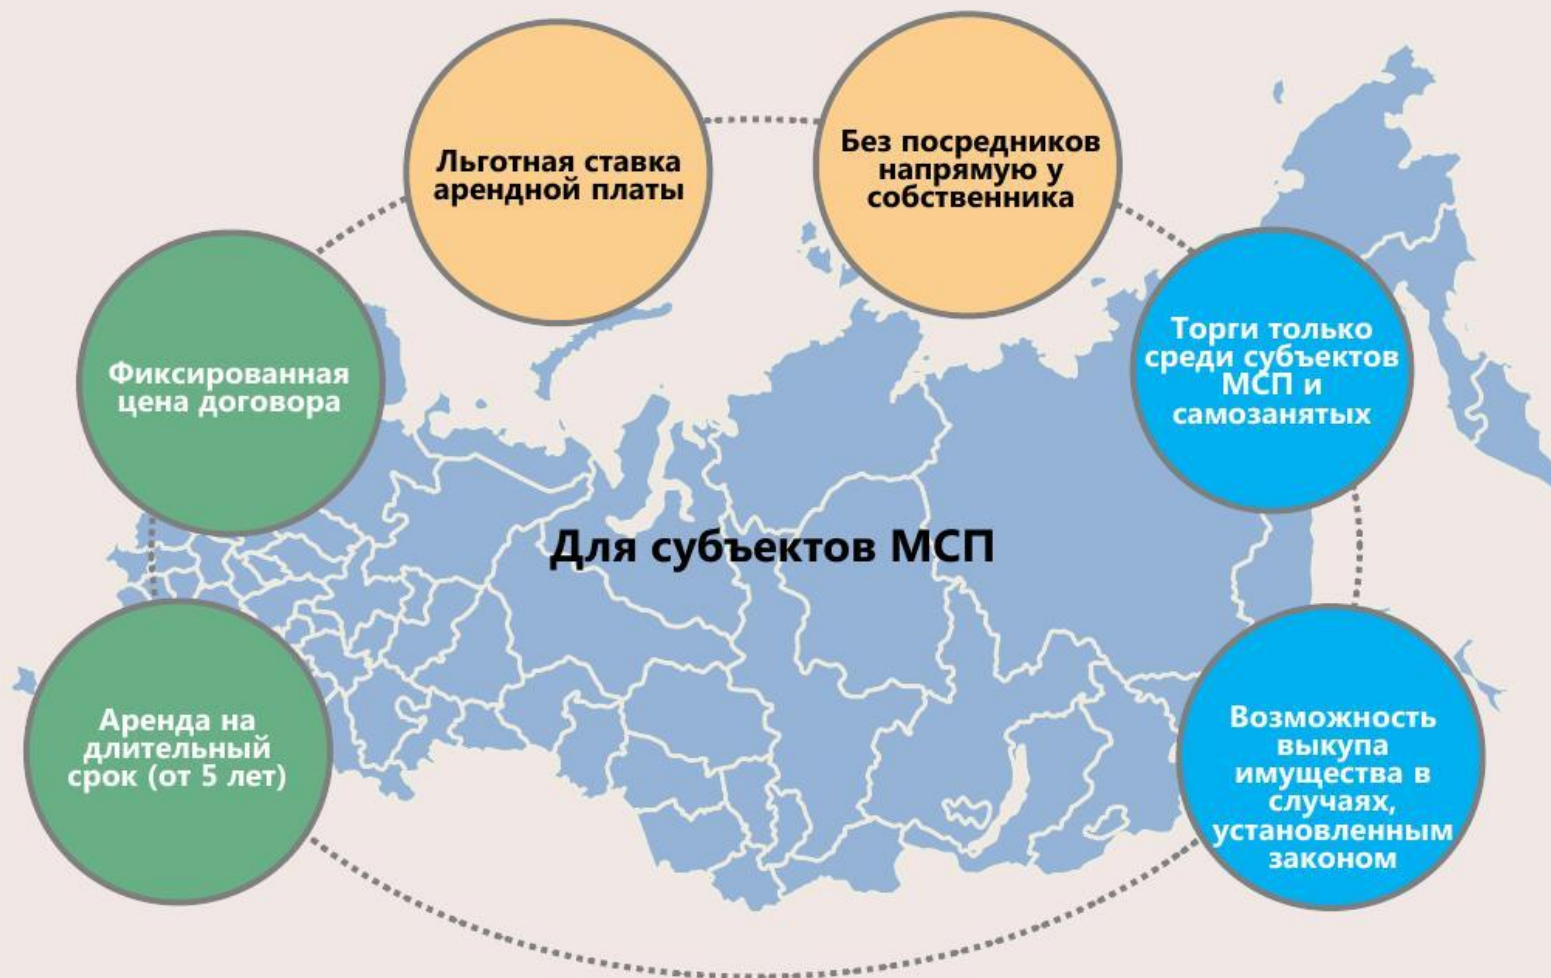 Льготная ставка
арендной платы
Без посредников
напрямую у
собственника
Фиксированная
цена договора
Торги только
среди субъектов
МСП и
самозанятых
Для субъектов МСП
Аренда на
длительный
срок (от 5 лет)
Возможность
выкупа
имущества в
случаях,
установленным
законом